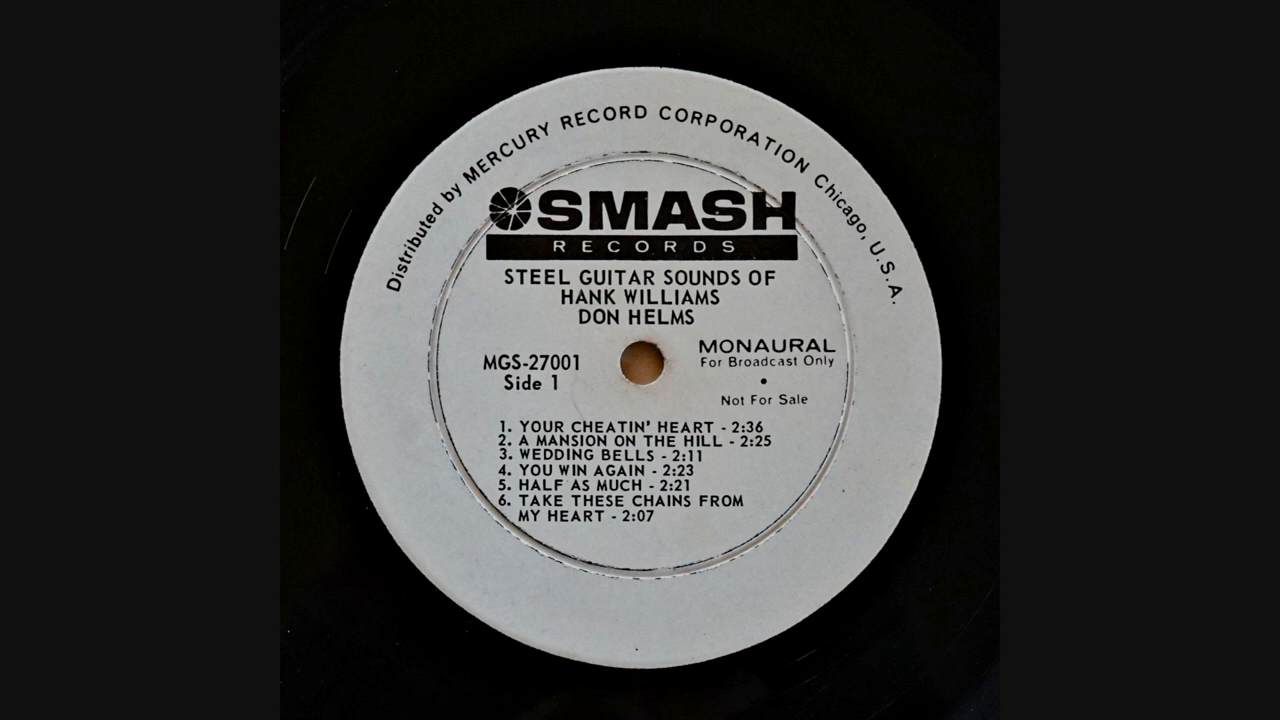 Distributed by MERCURY RECORD CORPORATION Chicago, U.S.A.
SMASH
RECORDS
STEEL GUITAR SOUNDS OF
HANK WILLIAMS
DON HELMS
MONAURAL
For Broadcast Only
•
Not For Sale
MGS-27001
Side 1
1. YOUR CHEATIN' HEART - 2:36
2. A MANSION ON THE HILL - 2:25
3. WEDDING BELLS - 2:11
4. YOU WIN AGAIN - 2:23
5. HALF AS MUCH - 2:21
6. TAKE THESE CHAINS FROM
MY HEART - 2:07